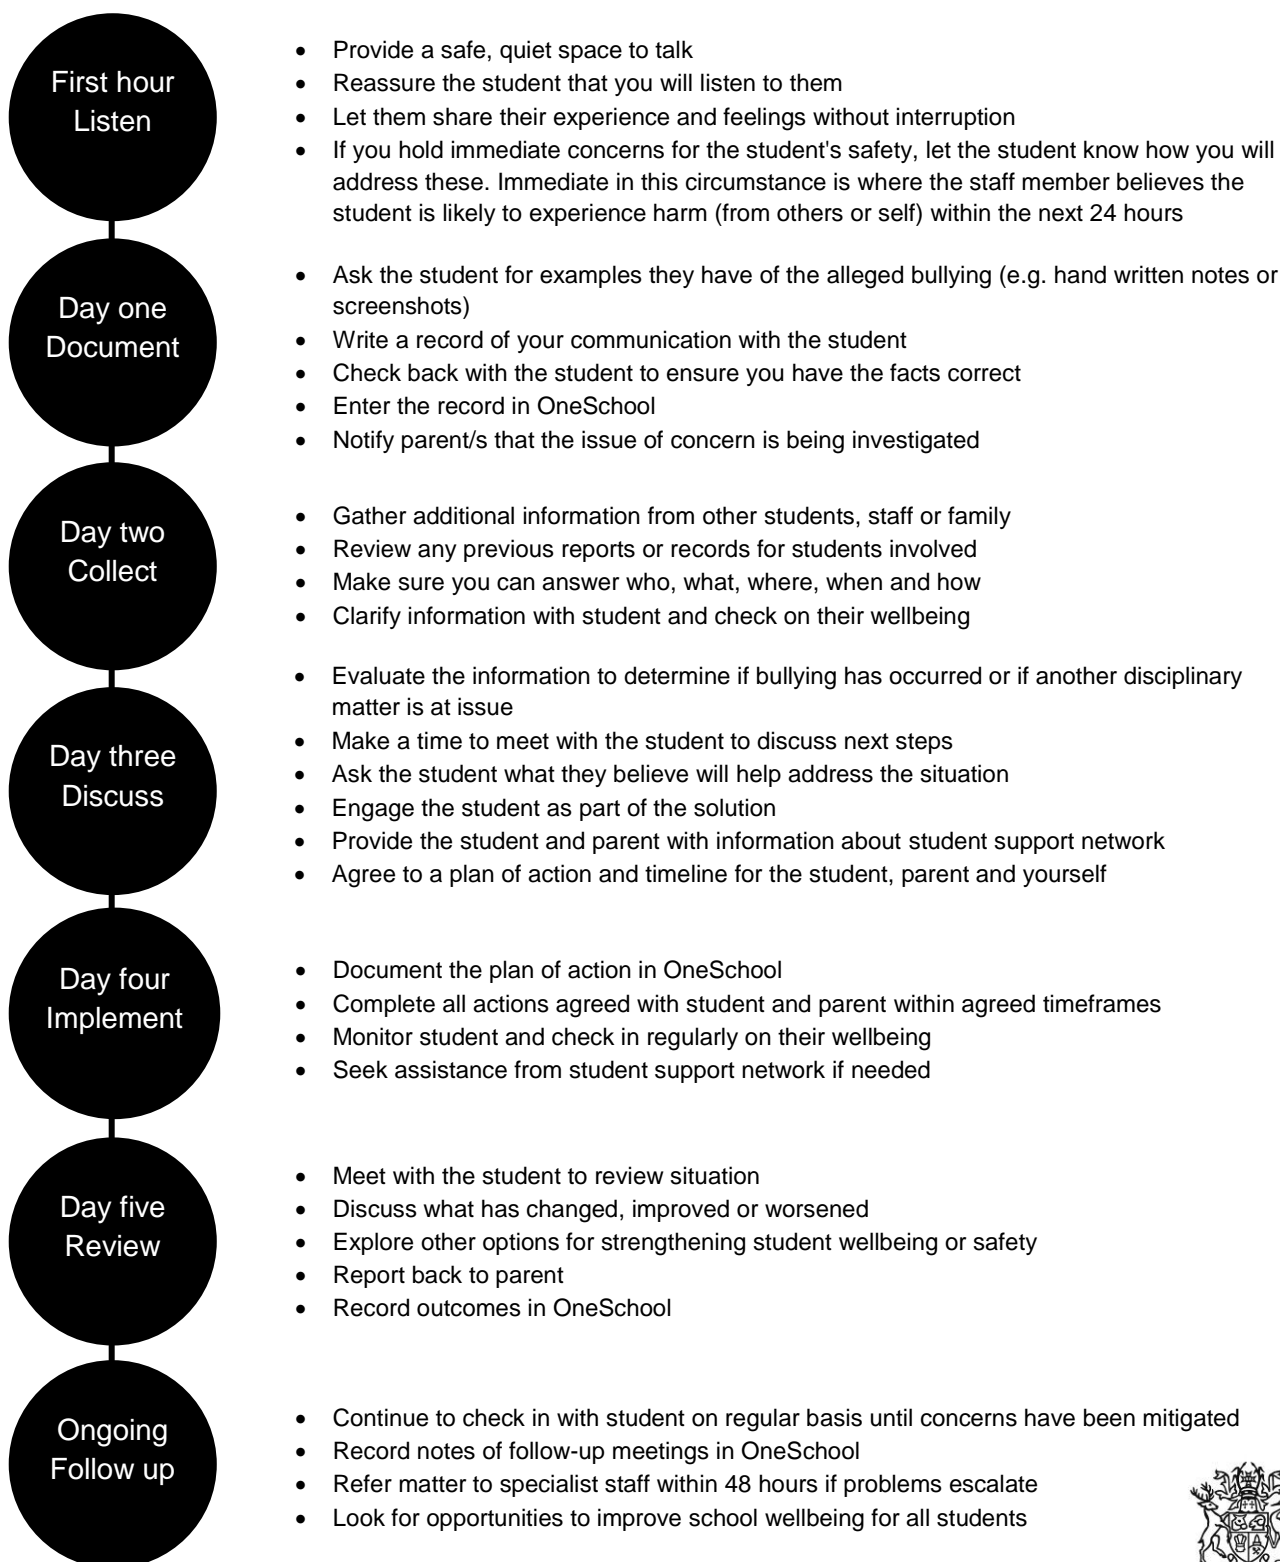 First hour
Listen
• Provide a safe, quiet space to talk
• Reassure the student that you will listen to them
• Let them share their experience and feelings without interruption
• If you hold immediate concerns for the student's safety, let the student know how you will
address these. Immediate in this circumstance is where the staff member believes the
student is likely to experience harm (from others or self) within the next 24 hours
Day one
Document
• Ask the student for examples they have of the alleged bullying (e.g. hand written notes or
screenshots)
• Write a record of your communication with the student
• Check back with the student to ensure you have the facts correct
• Enter the record in OneSchool
• Notify parent/s that the issue of concern is being investigated
Day two
Collect
• Gather additional information from other students, staff or family
• Review any previous reports or records for students involved
• Make sure you can answer who, what, where, when and how
• Clarify information with student and check on their wellbeing
Day three
Discuss
• Evaluate the information to determine if bullying has occurred or if another disciplinary
matter is at issue
• Make a time to meet with the student to discuss next steps
• Ask the student what they believe will help address the situation
• Engage the student as part of the solution
• Provide the student and parent with information about student support network
• Agree to a plan of action and timeline for the student, parent and yourself
Day four
Implement
• Document the plan of action in OneSchool
• Complete all actions agreed with student and parent within agreed timeframes
• Monitor student and check in regularly on their wellbeing
• Seek assistance from student support network if needed
Day five
Review
• Meet with the student to review situation
• Discuss what has changed, improved or worsened
• Explore other options for strengthening student wellbeing or safety
• Report back to parent
• Record outcomes in OneSchool
Ongoing
Follow up
• Continue to check in with student on regular basis until concerns have been mitigated
• Record notes of follow-up meetings in OneSchool
• Refer matter to specialist staff within 48 hours if problems escalate
• Look for opportunities to improve school wellbeing for all students